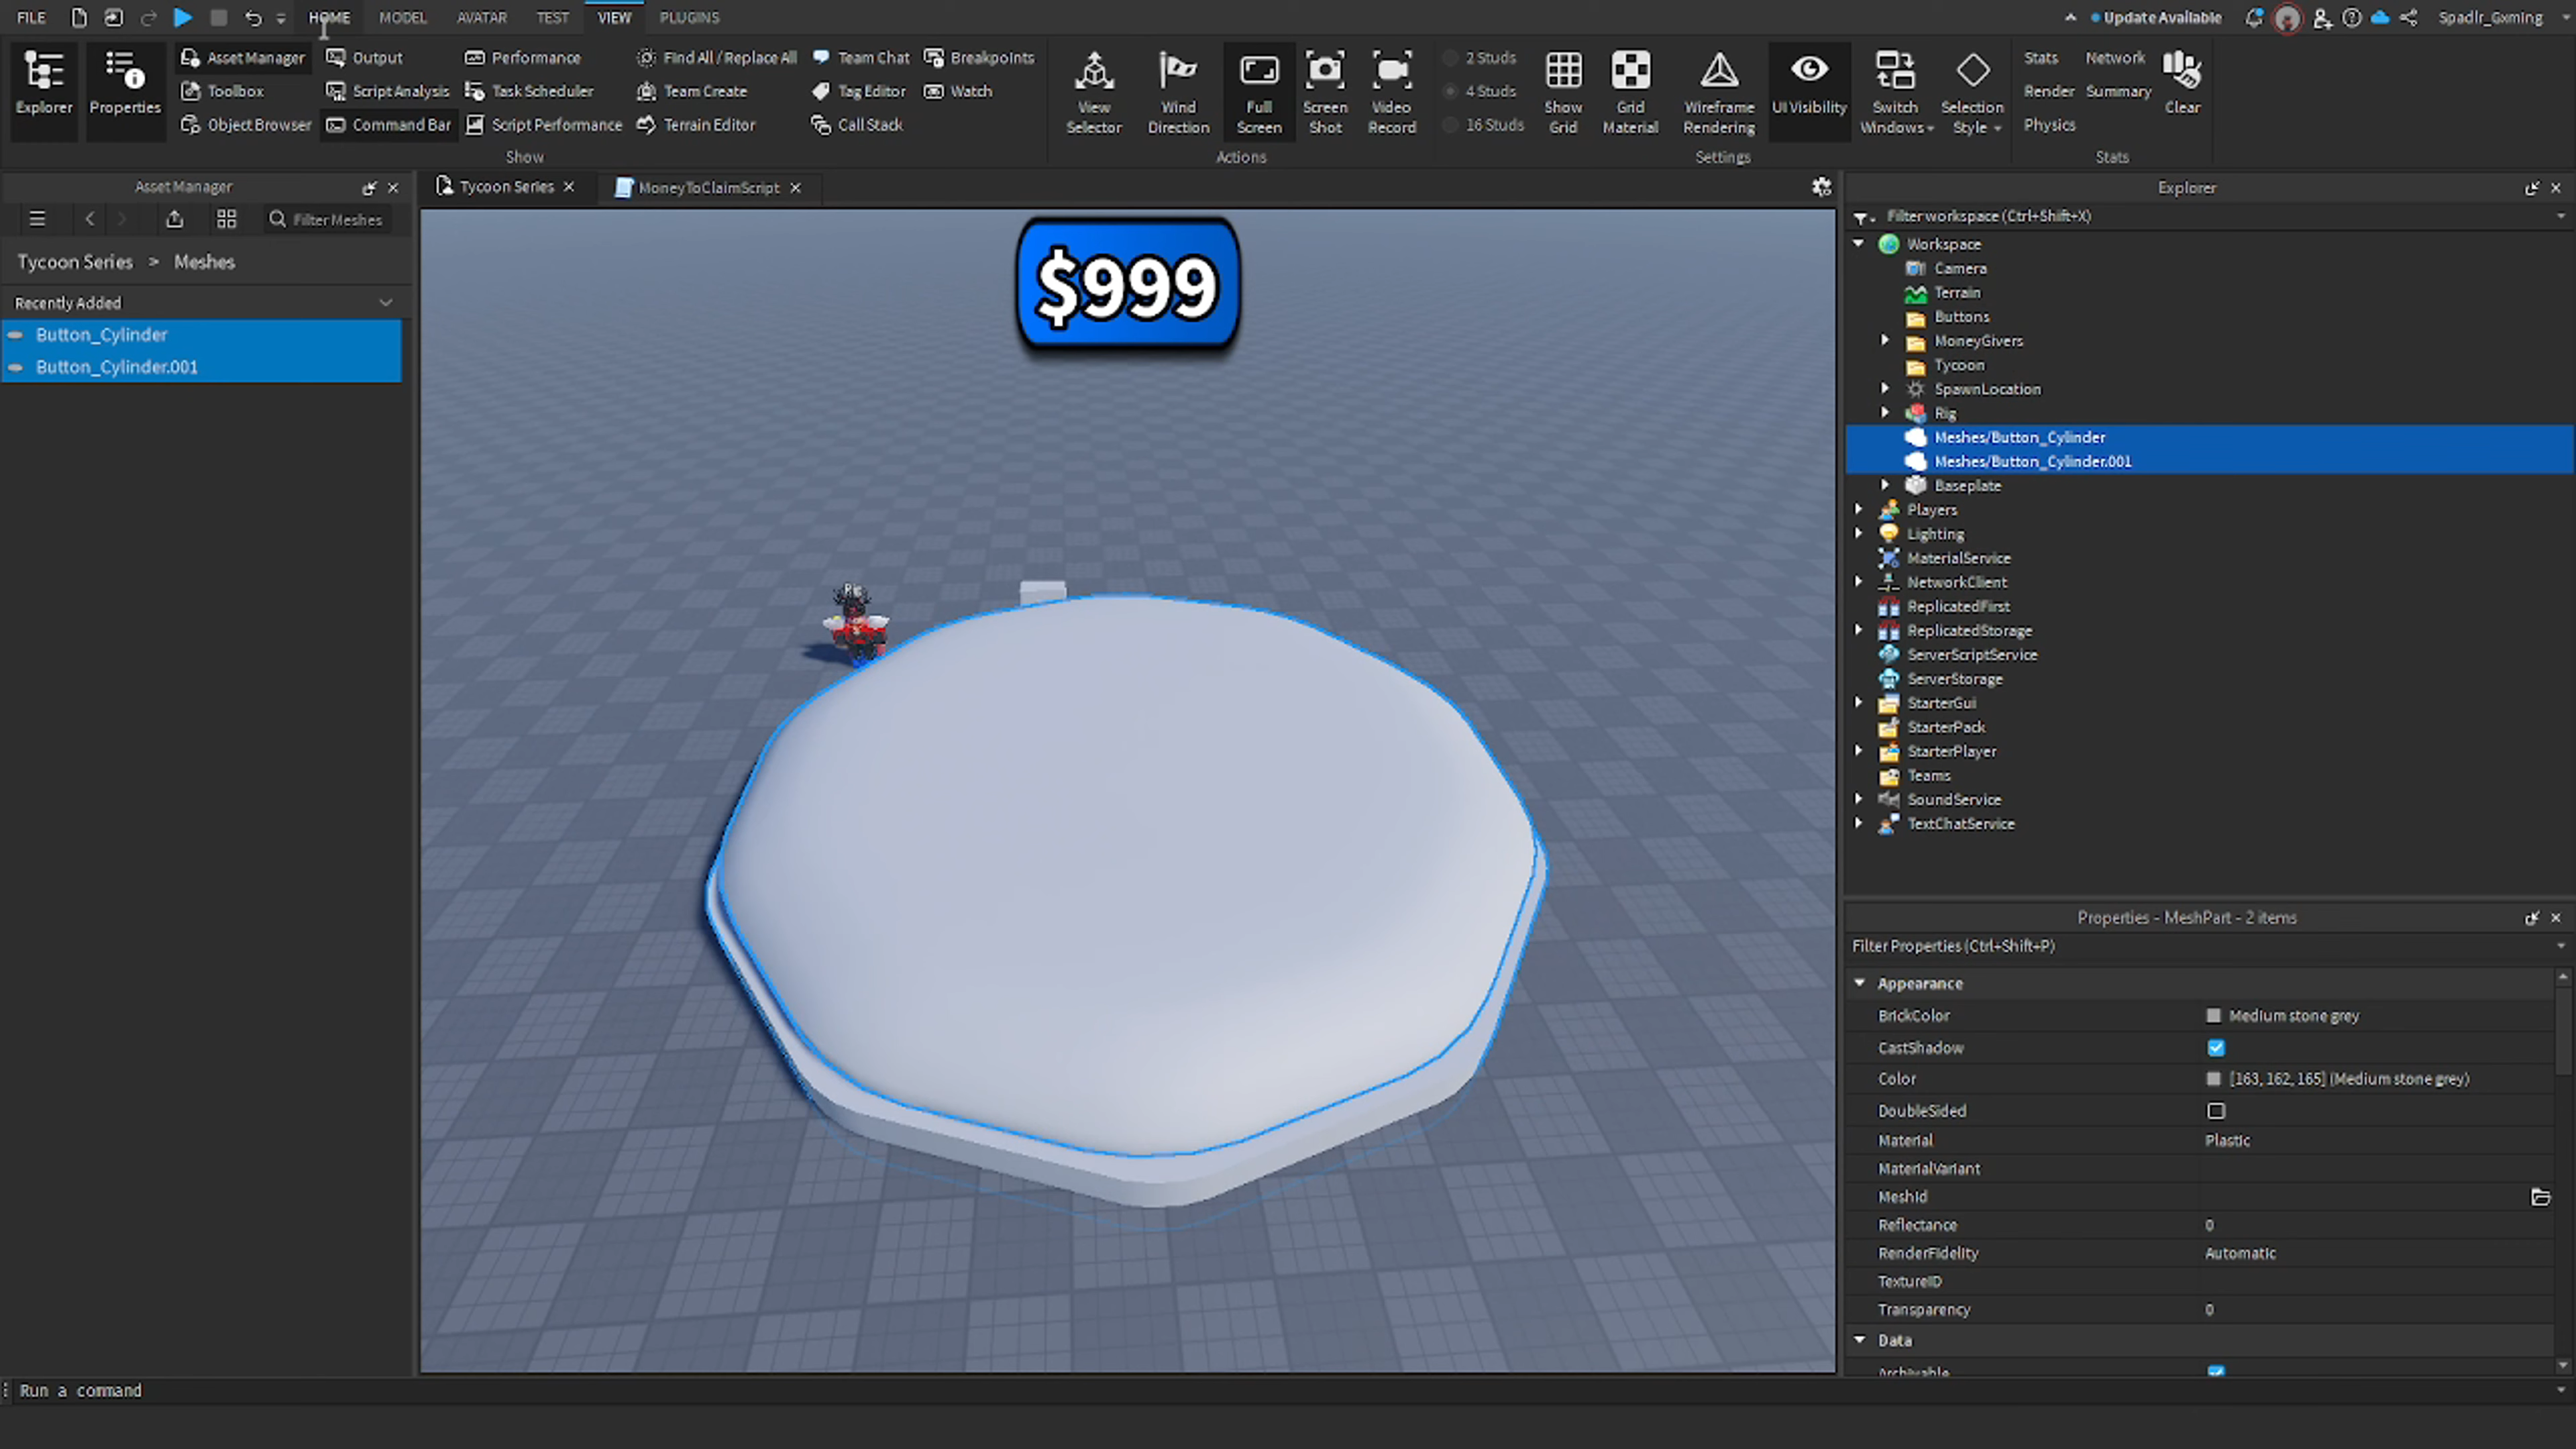 FILE HOME MODEL AVATAR TEST VIEW PLUGINS Update Available Spadlr_Gxming
Explorer
Properties
Asset Manager
Toolbox
Object Browser
Output
Script Analysis
Command Bar
Performance
Task Scheduler
Script Performance
Find All / Replace All
Team Create
Terrain Editor
Team Chat
Tag Editor
Call Stack
Breakpoints
Watch
Show
View Selector
Wind Direction
Full Screen
Screen Shot
Video Record
Actions
2 Studs
4 Studs
16 Studs
Show Grid
Grid Material
Wireframe Rendering
UI Visibility
Switch Windows
Selection Style
Settings
Stats
Render
Physics
Network
Summary
Clear
Stats
Asset Manager
Filter Meshes
Tycoon Series > Meshes
Recently Added
Button_Cylinder
Button_Cylinder.001
Tycoon Series
MoneyToClaimScript
$999
Rig
Explorer
Filter workspace (Ctrl+Shift+X)
Workspace
Camera
Terrain
Buttons
MoneyGivers
Tycoon
SpawnLocation
Rig
Meshes/Button_Cylinder
Meshes/Button_Cylinder.001
Baseplate
Players
Lighting
MaterialService
NetworkClient
ReplicatedFirst
ReplicatedStorage
ServerScriptService
ServerStorage
StarterGui
StarterPack
StarterPlayer
Teams
SoundService
TextChatService
Properties - MeshPart - 2 items
Filter Properties (Ctrl+Shift+P)
Appearance
BrickColor Medium stone grey
CastShadow
Color [163, 162, 165] (Medium stone grey)
DoubleSided
Material Plastic
MaterialVariant
MeshId
Reflectance 0
RenderFidelity Automatic
TextureID
Transparency 0
Data
Archivable
Run a command